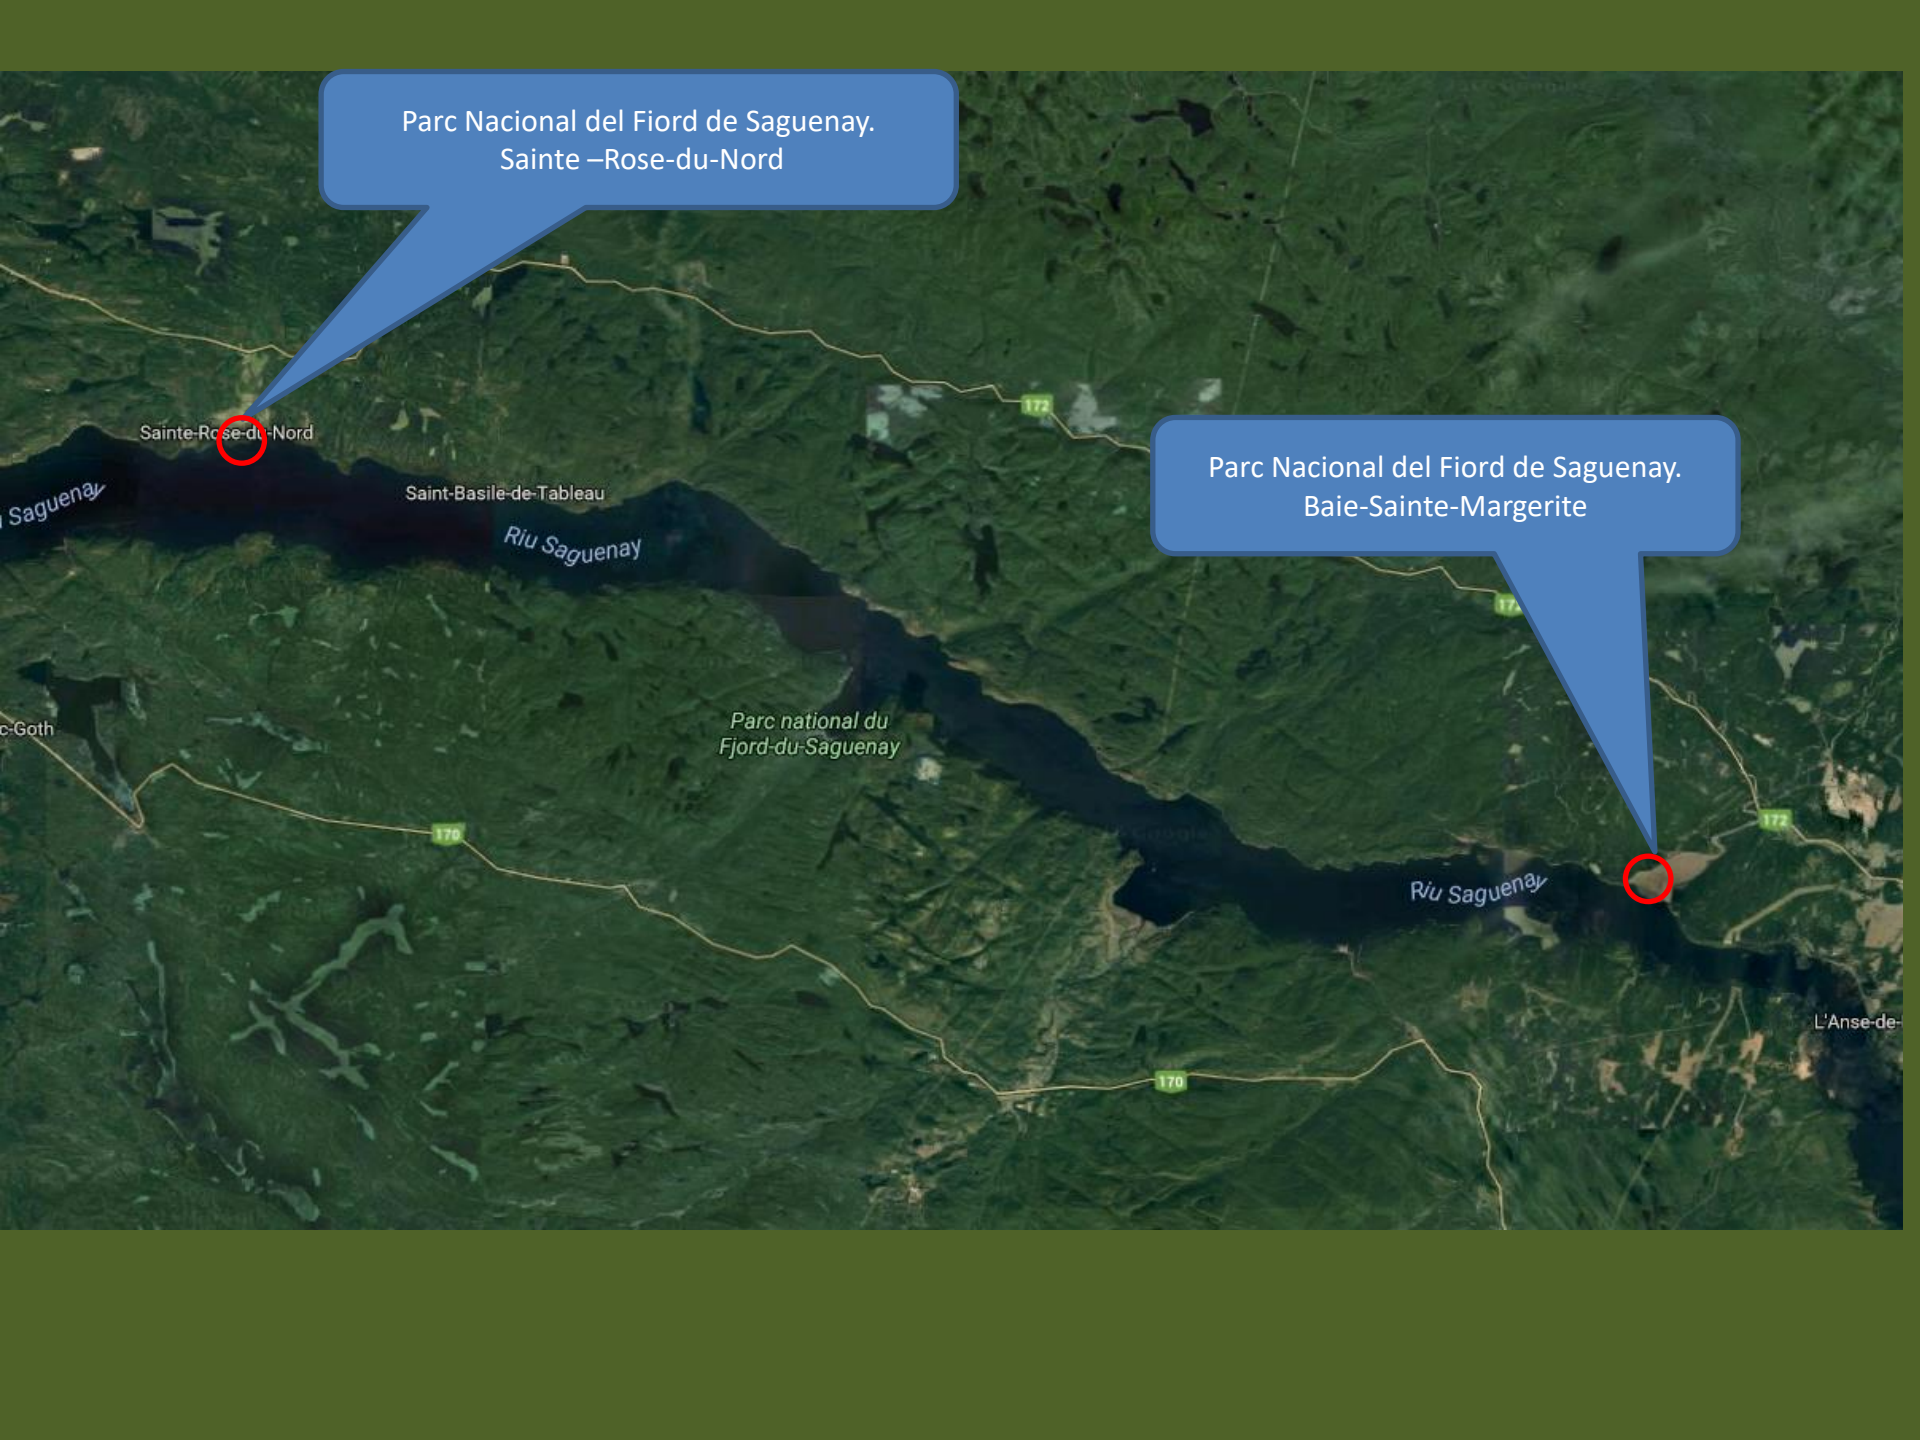 Parc Nacional del Fiord de Saguenay.
Sainte –Rose-du-Nord
172
Sainte-Rose-du-Nord
Parc Nacional del Fiord de Saguenay.
Baie-Sainte-Margerite
Saguenay
Saint-Basile-de-Tableau
Riu Saguenay
Parc national du
Fjord-du-Saguenay
c-Goth
170
172
Riu Saguenay
L'Anse-de-
170